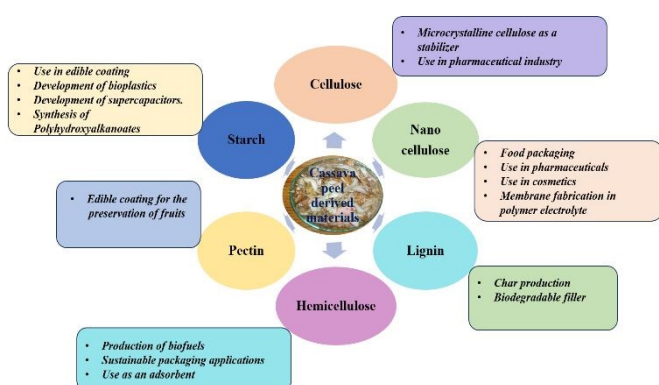 • Microcrystalline cellulose as a
stabilizer
• Use in pharmaceutical industry
Cellulose
• Use in edible coating
• Development of bioplastics
• Development of supercapacitors.
• Synthesis of
Polyhydroxyalkanoates
Starch
Nano
cellulose
• Food packaging
• Use in pharmaceuticals
• Use in cosmetics
• Membrane fabrication in
polymer electrolyte
Cassava
peel
derived
materials
• Edible coating for the
preservation of fruits
Pectin
Lignin
• Char production
• Biodegradable filler
Hemicellulose
• Production of biofuels
• Sustainable packaging applications
• Use as an adsorbent